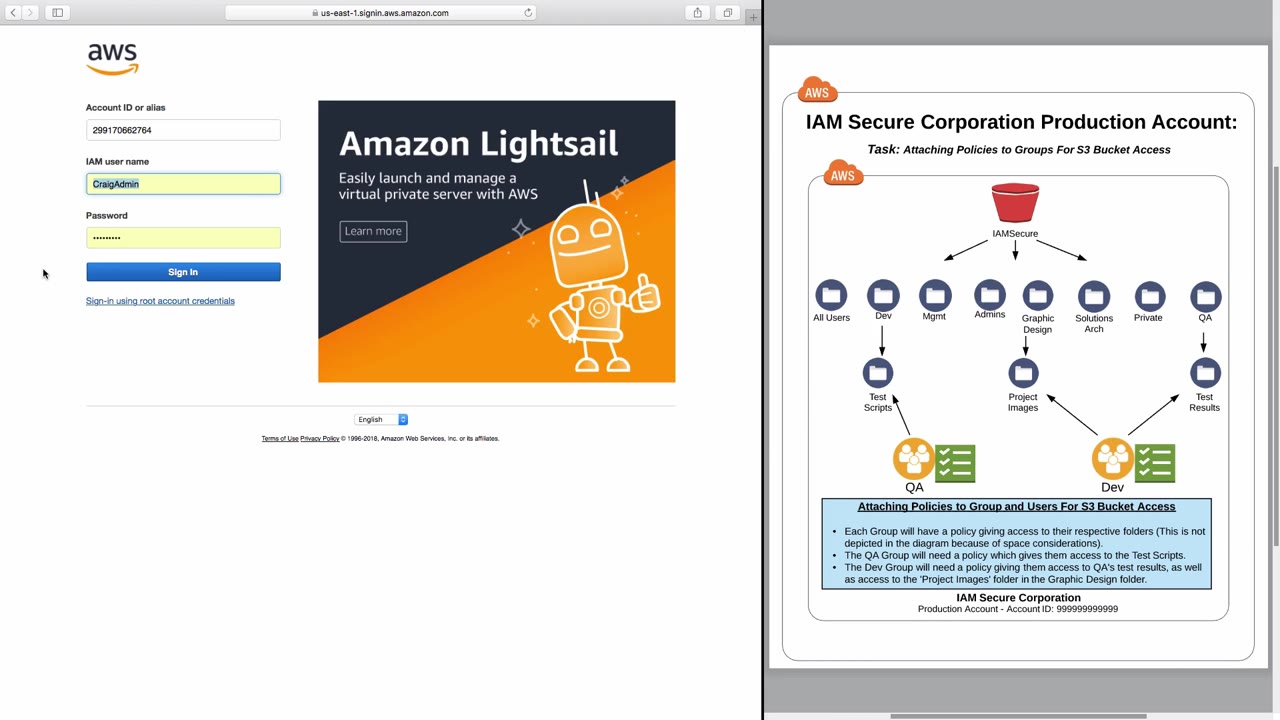 us-east-1.signin.aws.amazon.com
aws
Account ID or alias
299170662764
IAM user name
CraigAdmin
Password
•••••••••
Sign In
Sign-in using root account credentials
Amazon Lightsail
Easily launch and manage a
virtual private server with AWS
Learn more
English
Terms of Use Privacy Policy © 1996-2018, Amazon Web Services, Inc. or its affiliates.
AWS
IAM Secure Corporation Production Account:
Task: Attaching Policies to Groups For S3 Bucket Access
AWS
IAMSecure
All Users
Dev
Mgmt
Admins
Graphic
Design
Solutions
Arch
Private
QA
Test
Scripts
Project
Images
Test
Results
QA
Dev
Attaching Policies to Group and Users For S3 Bucket Access
• Each Group will have a policy giving access to their respective folders (This is not
depicted in the diagram because of space considerations).
• The QA Group will need a policy which gives them access to the Test Scripts.
• The Dev Group will need a policy giving them access to QA's test results, as well
as access to the 'Project Images' folder in the Graphic Design folder.
IAM Secure Corporation
Production Account - Account ID: 999999999999